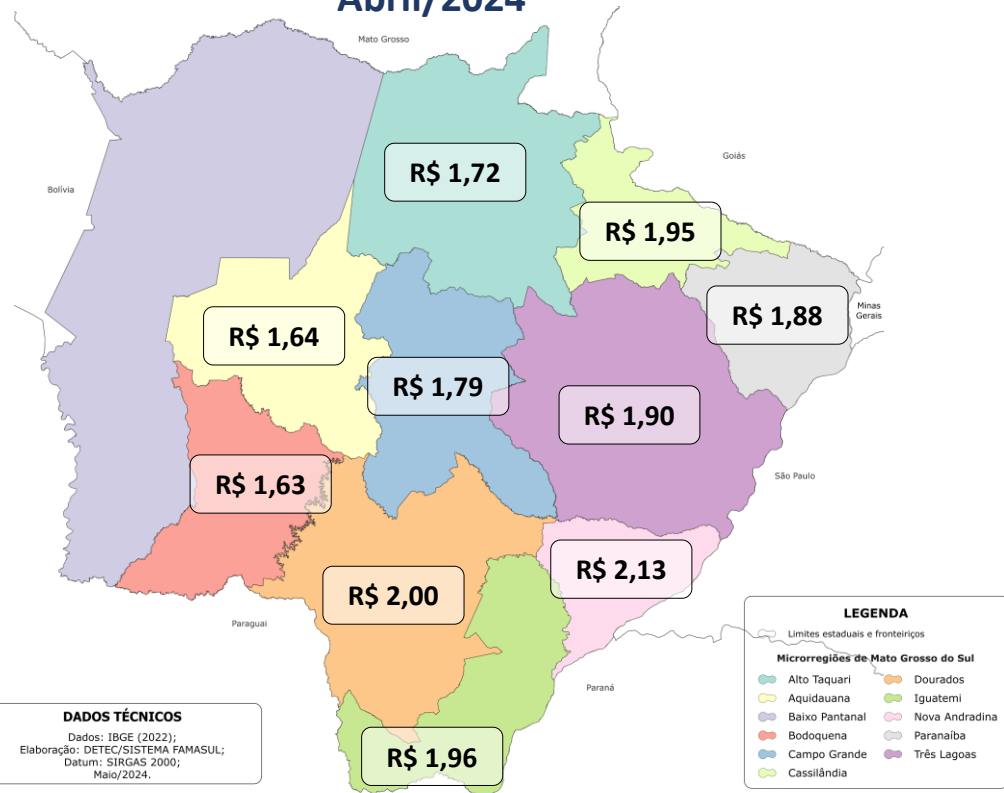 Abril/2024
Mato Grosso
Goiás
Bolívia
R$ 1,72
R$ 1,95
R$ 1,88
Minas
Gerais
R$ 1,64
R$ 1,79
R$ 1,90
R$ 1,63
São Paulo
R$ 2,13
R$ 2,00
Paraguai
Paraná
R$ 1,96
DADOS TÉCNICOS
Dados: IBGE (2022);
Elaboração: DETEC/SISTEMA FAMASUL;
Datum: SIRGAS 2000;
Maio/2024.
LEGENDA
Limites estaduais e fronteiriços
Microrregiões de Mato Grosso do Sul
Alto Taquari
Aquidauana
Baixo Pantanal
Bodoquena
Campo Grande
Cassilândia
Dourados
Iguatemi
Nova Andradina
Paranaíba
Três Lagoas